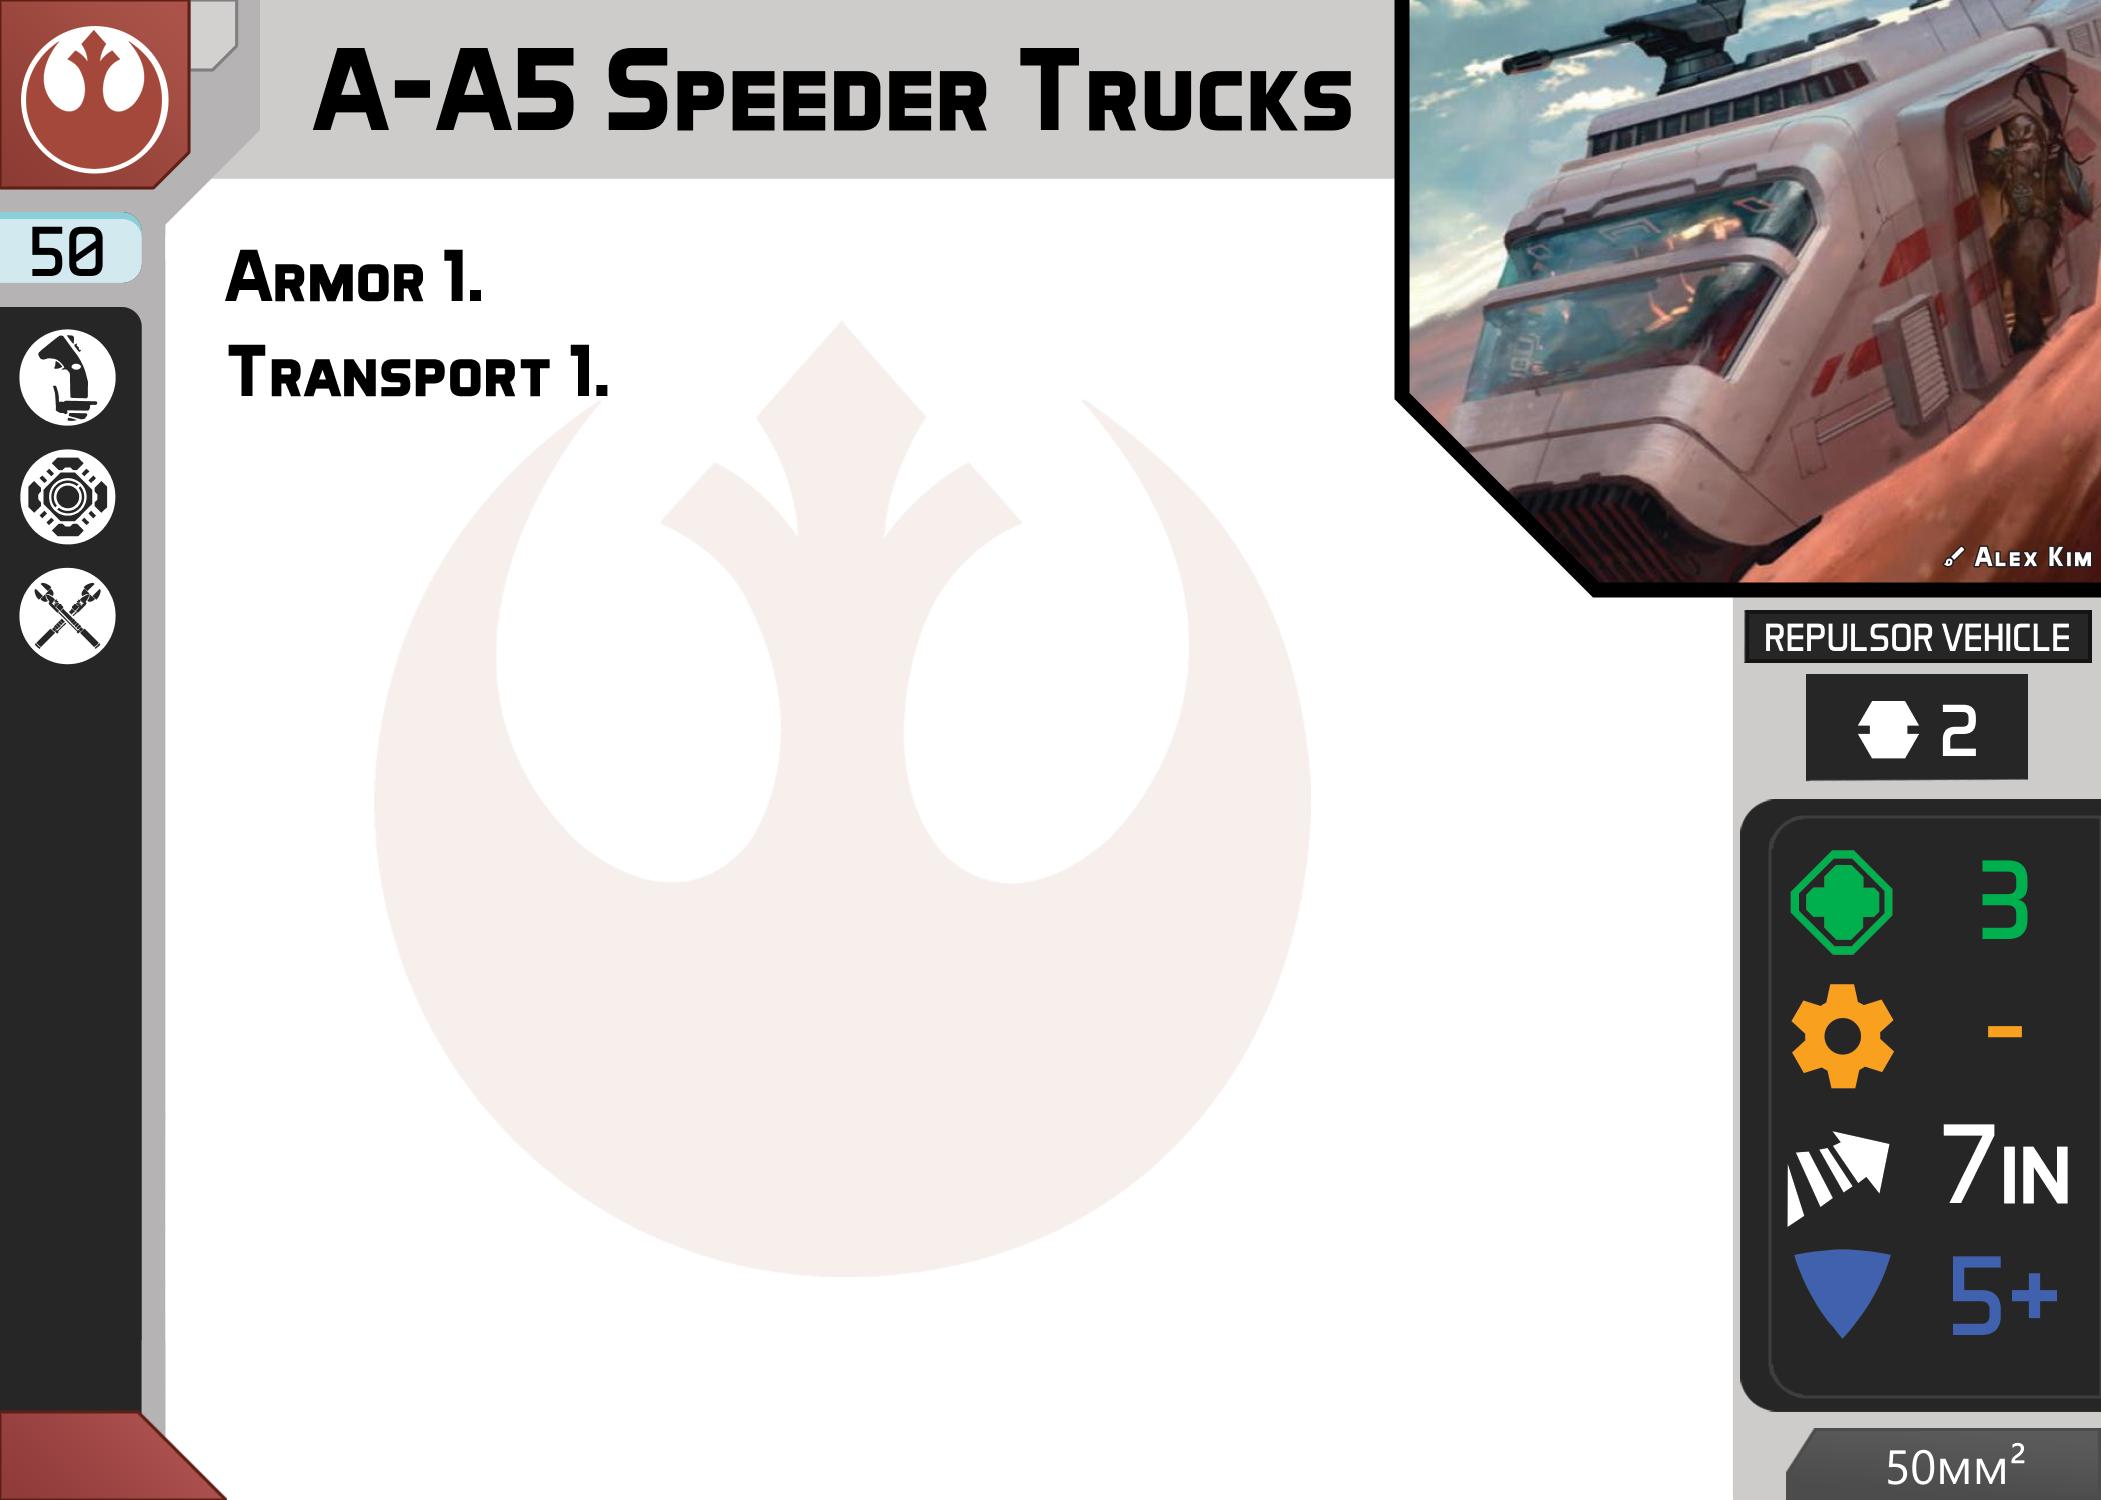 A-A5 Speeder Trucks
50
Armor 1.
Transport 1.
Alex Kim
REPULSOR VEHICLE
2
3
-
7in
5+
50mm²